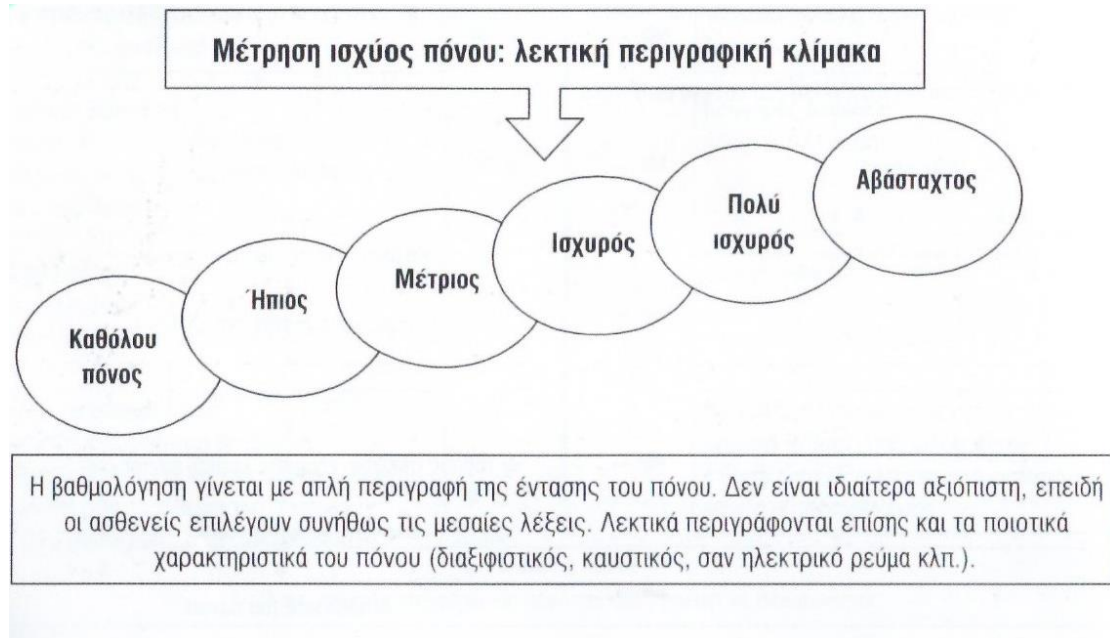 Μέτρηση ισχύος πόνου: λεκτική περιγραφική κλίμακα
Καθόλου
πόνος
Ήπιος
Μέτριος
Ισχυρός
Πολύ
ισχυρός
Αβάσταχτος
Η βαθμολόγηση γίνεται με απλή περιγραφή της έντασης του πόνου. Δεν είναι ιδιαίτερα αξιόπιστη, επειδή
οι ασθενείς επιλέγουν συνήθως τις μεσαίες λέξεις. Λεκτικά περιγράφονται επίσης και τα ποιοτικά
χαρακτηριστικά του πόνου (διαξιφιστικός, καυστικός, σαν ηλεκτρικό ρεύμα κλπ.).